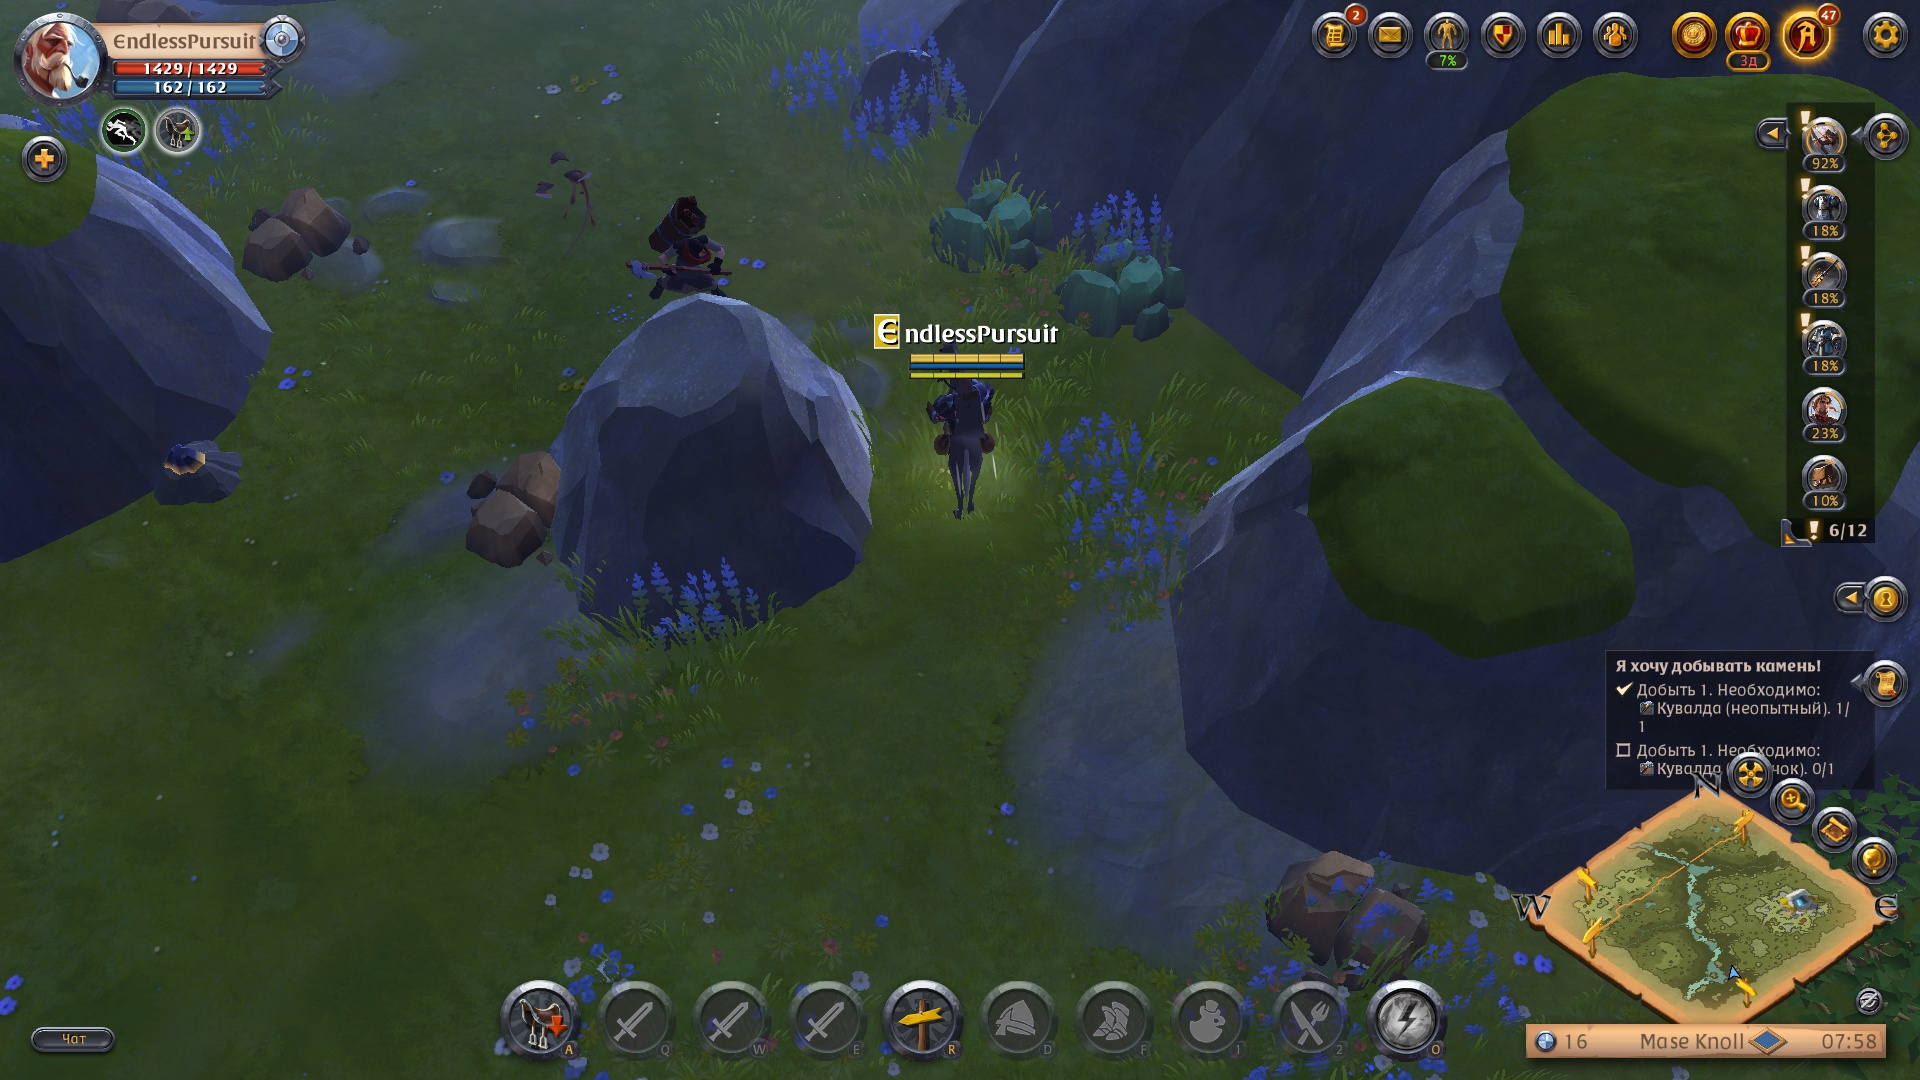 EndlessPursuit
1429 / 1429
162 / 162
2
7%
3д
47
92%
18%
18%
18%
23%
10%
6/12
EndlessPursuit
Я хочу добывать камень!
Добыть 1. Необходимо:
Кувалда (неопытный). 1/
1
Добыть 1. Необходимо:
Кувалда 0/1
N
W
E
Чат
A
Q
W
E
R
D
F
1
2
O
16
Mase Knoll
07:58